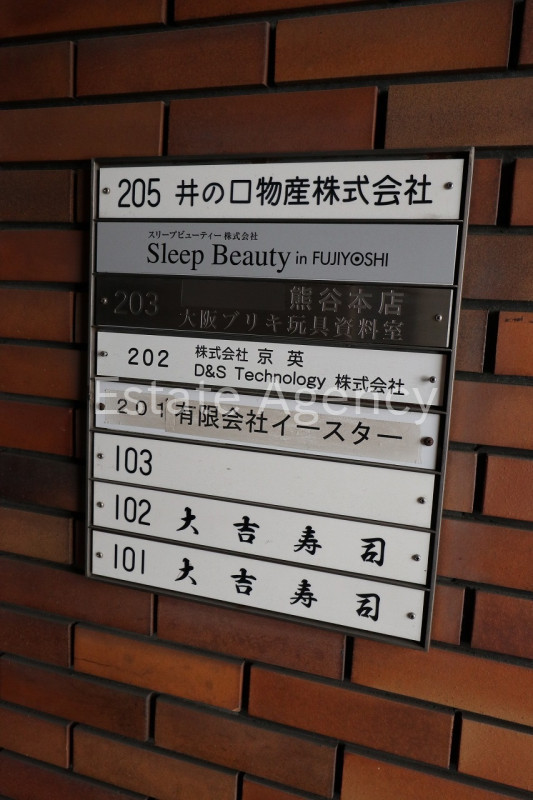 205 井の口物産株式会社
スリープビューティー株式会社
Sleep Beauty in FUJIYOSHI
203 熊谷本店
大阪ブリキ玩具資料室
202 株式会社 京英
D&S Technology 株式会社
Estate Agency
201 有限会社イースター
103
102 大吉寿司
101 大吉寿司